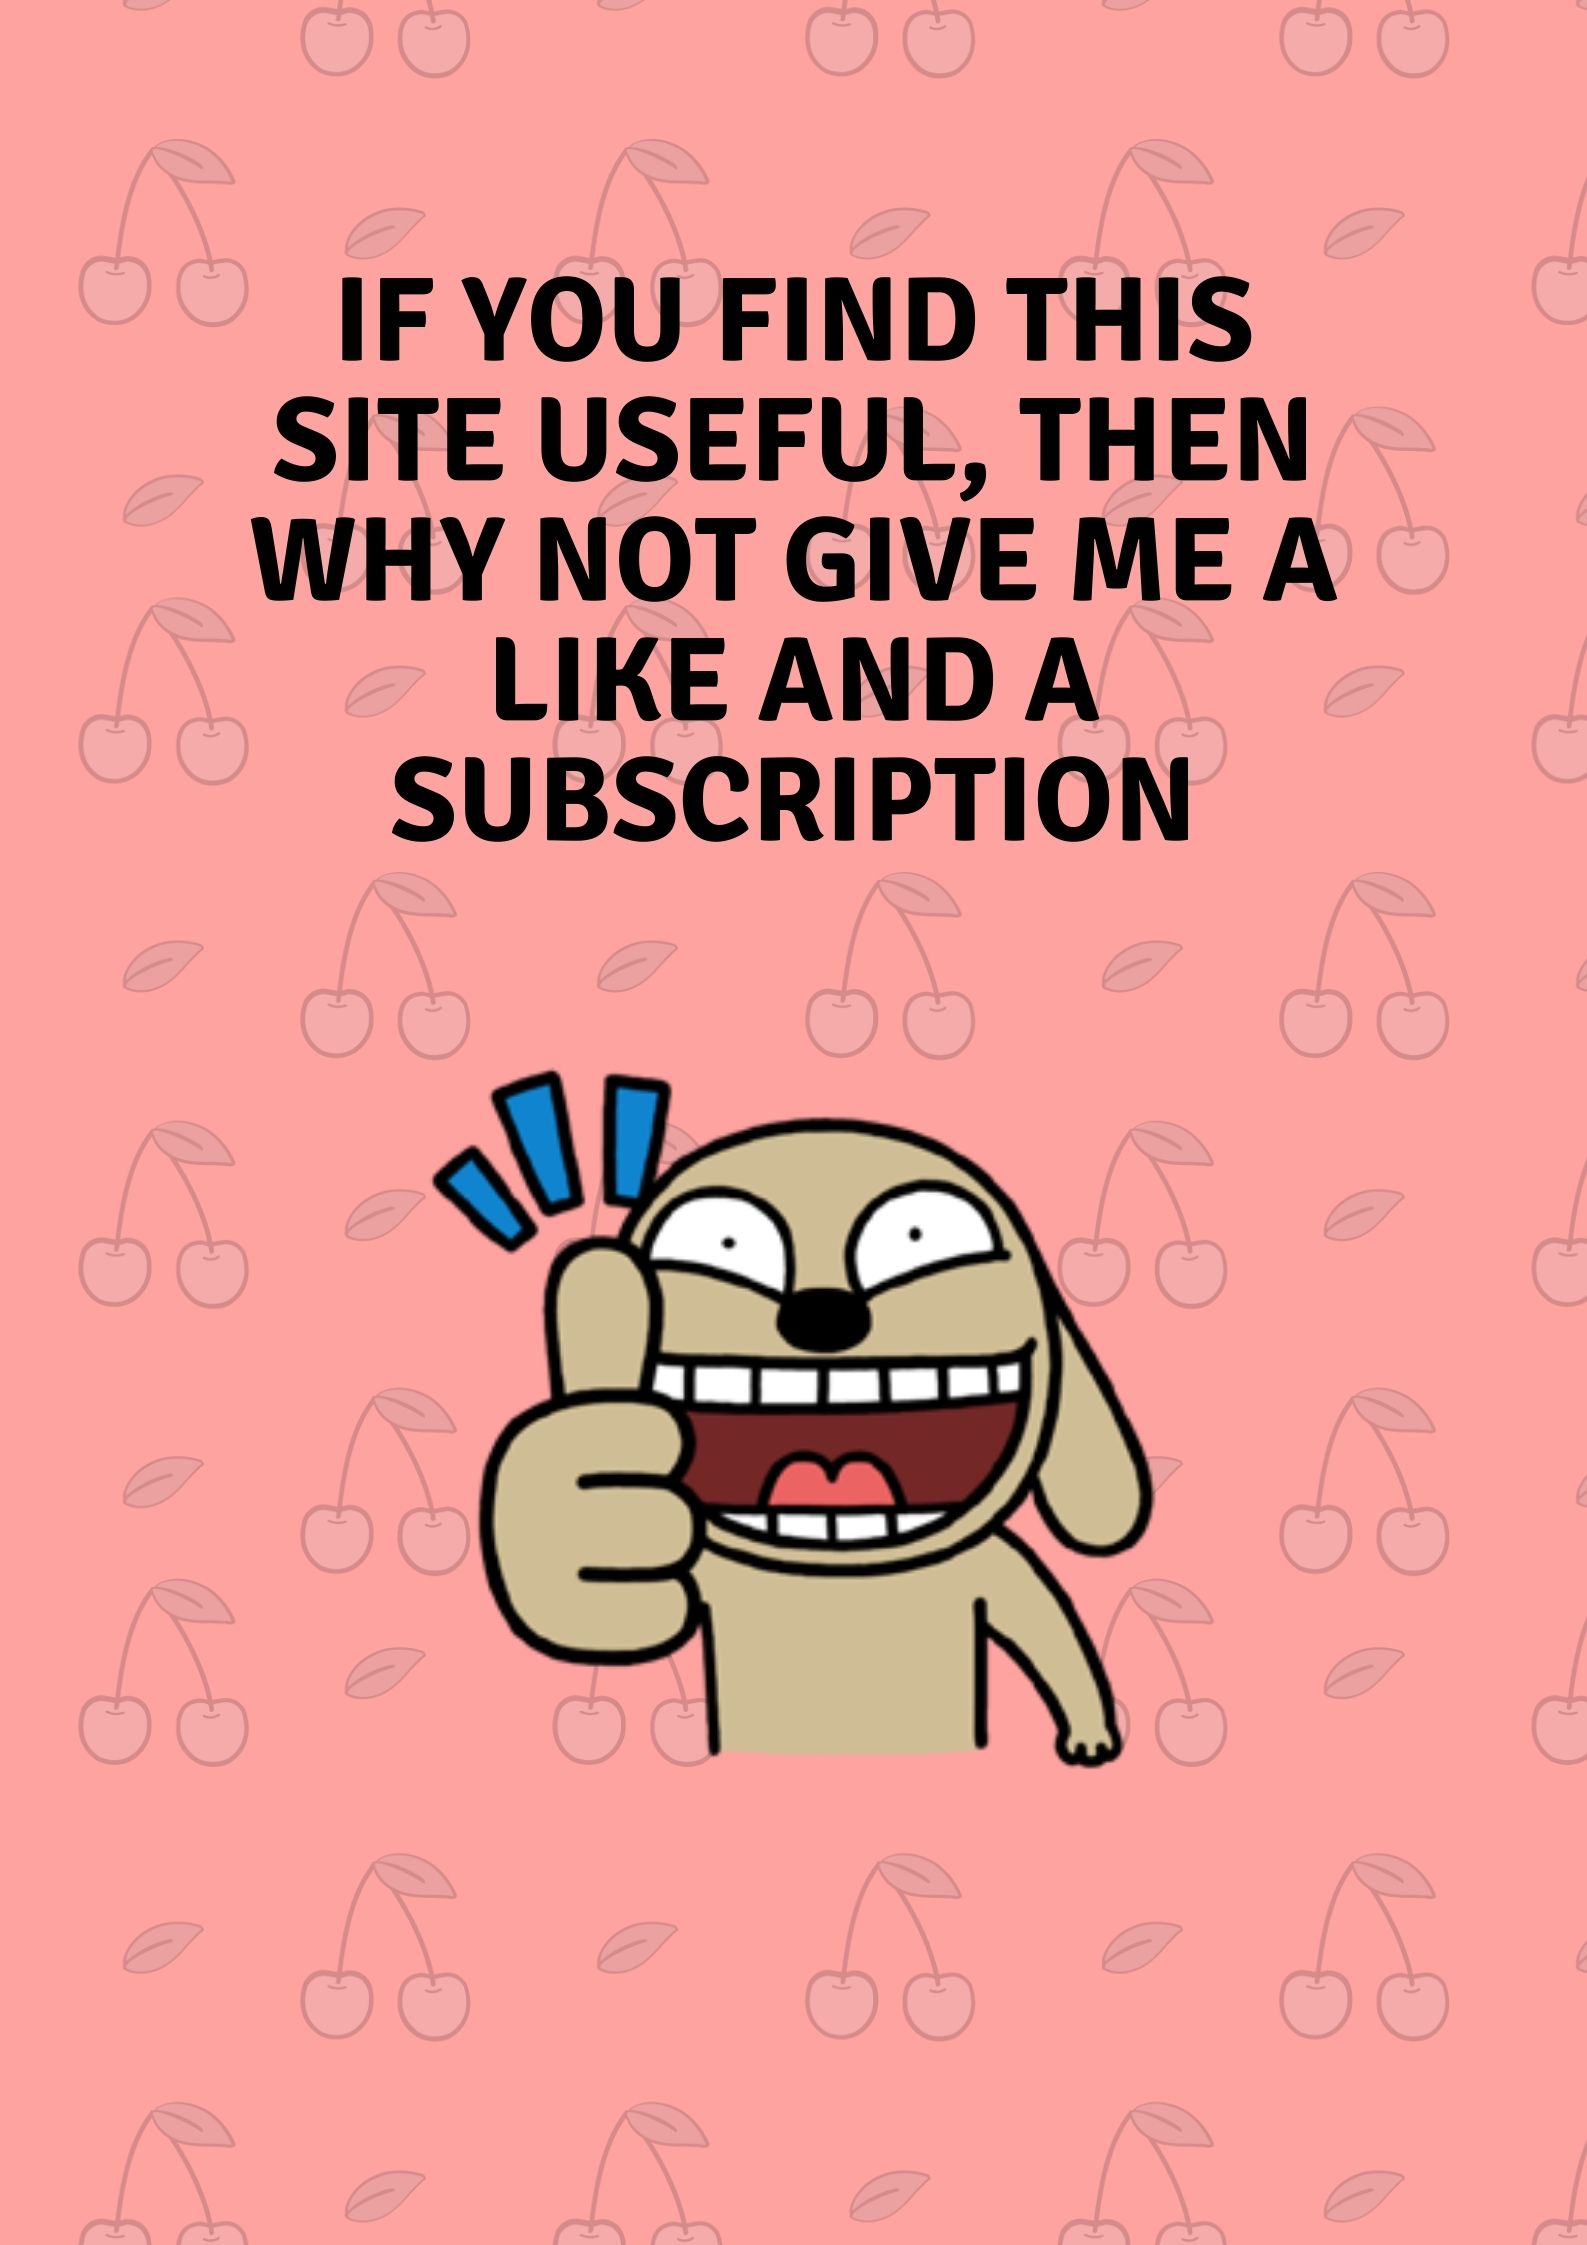 IF YOU FIND THIS
SITE USEFUL, THEN
WHY NOT GIVE ME A
LIKE AND A
SUBSCRIPTION